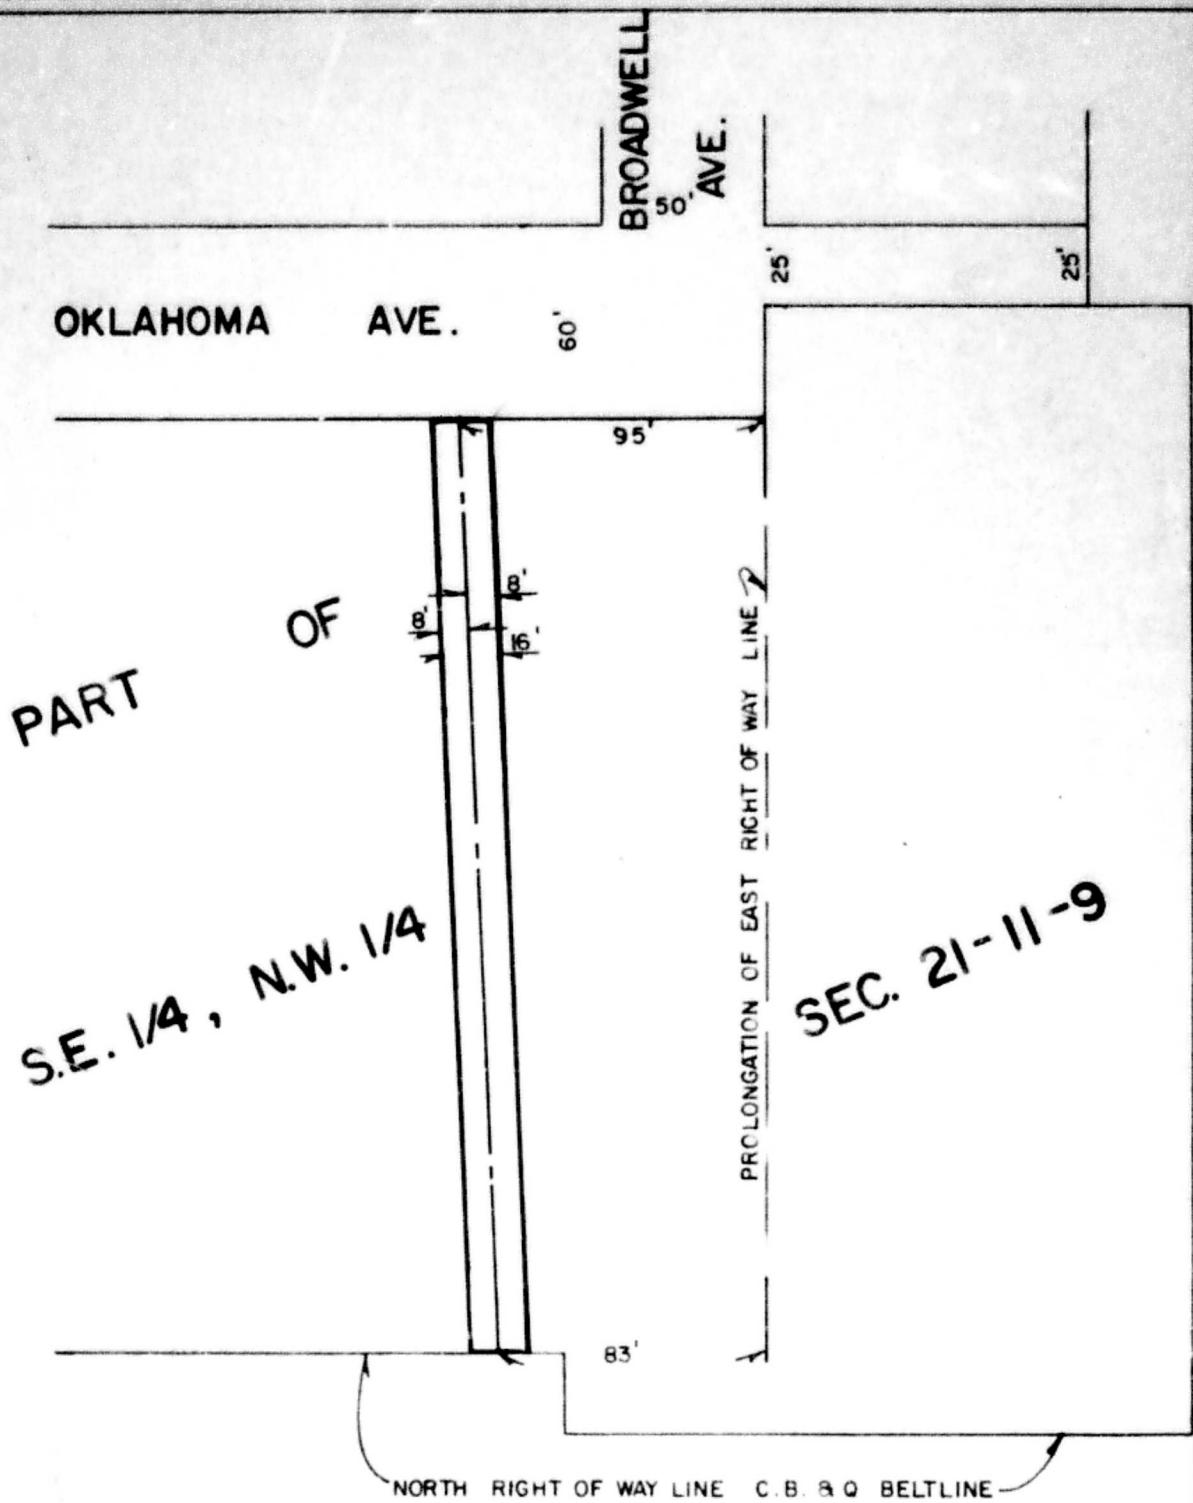 BROADWELL
AVE.
50'
25'
25'
OKLAHOMA AVE.
60'
95'
8'
8'
16'
PART OF
S.E. 1/4, N.W. 1/4
PROLONGATION OF EAST RIGHT OF WAY LINE
SEC. 21-11-9
83'
NORTH RIGHT OF WAY LINE C.B. & Q BELTLINE